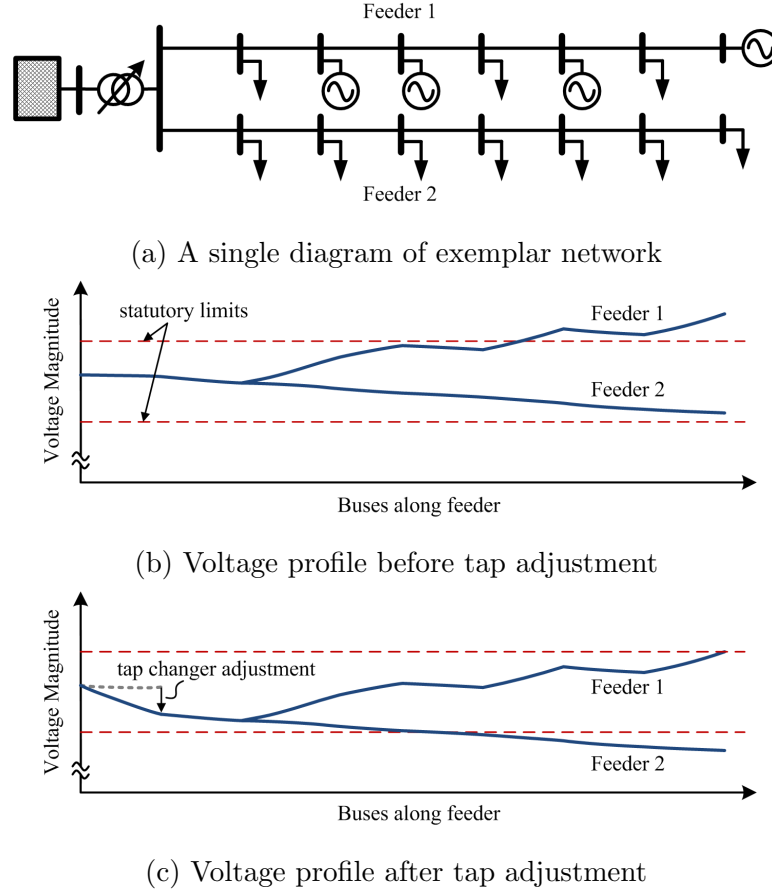 Feeder 1
Feeder 2
(a) A single diagram of exemplar network
Voltage Magnitude
statutory limits
Feeder 1
Feeder 2
Buses along feeder
(b) Voltage profile before tap adjustment
Voltage Magnitude
tap changer adjustment
Feeder 1
Feeder 2
Buses along feeder
(c) Voltage profile after tap adjustment